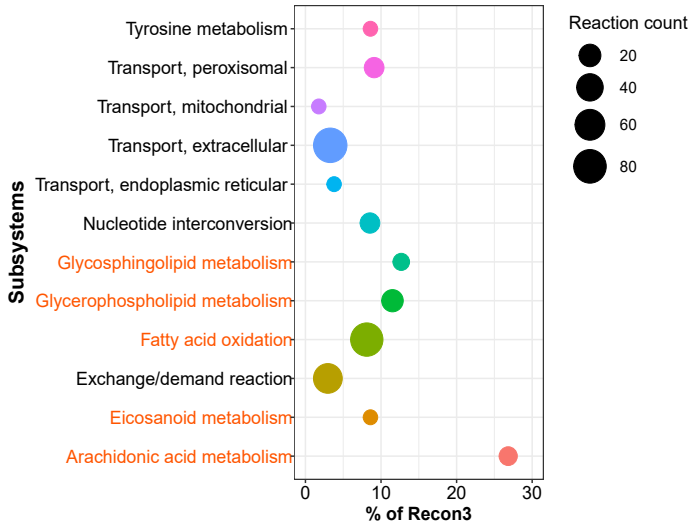 Tyrosine metabolism
Transport, peroxisomal
Transport, mitochondrial
Transport, extracellular
Transport, endoplasmic reticular
Nucleotide interconversion
Glycosphingolipid metabolism
Glycerophospholipid metabolism
Fatty acid oxidation
Exchange/demand reaction
Eicosanoid metabolism
Arachidonic acid metabolism
Subsystems
0 10 20 30
% of Recon3
Reaction count
20
40
60
80